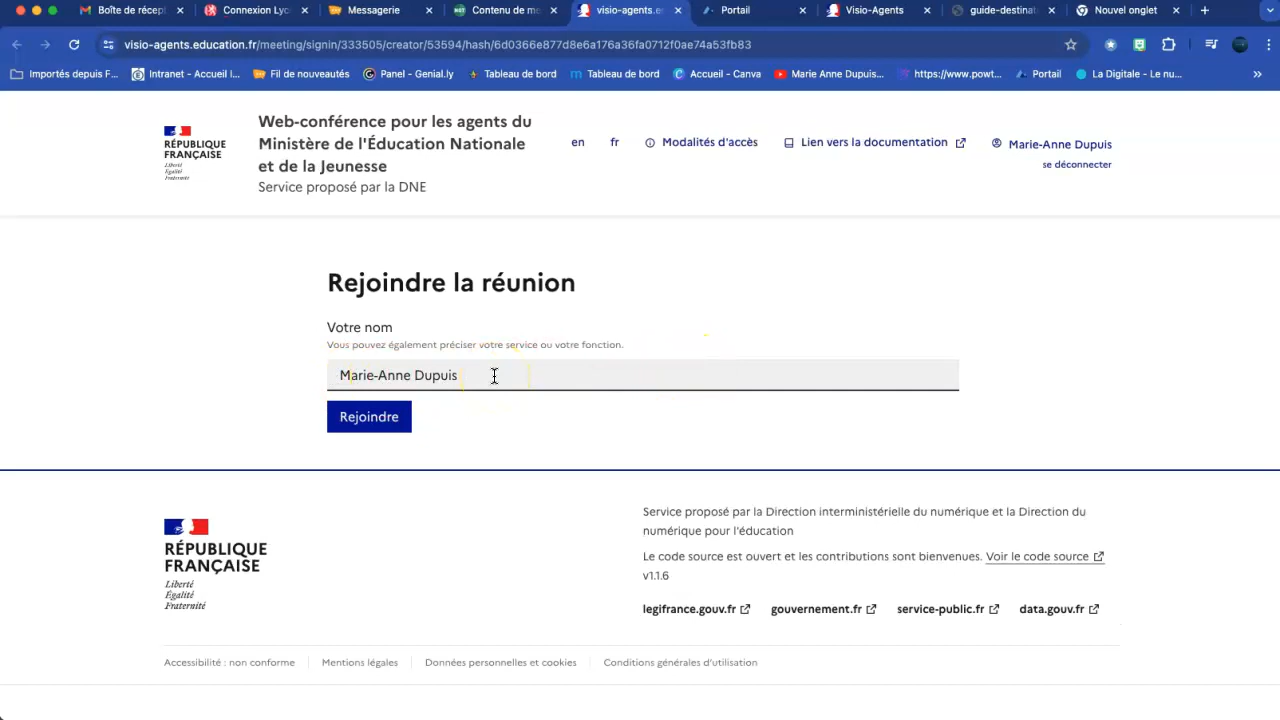 Boîte de récep
Connexion Lyc
Messagerie
Contenu de mo
visio-agents.e
Portail
Visio-Agents
guide-destinat
Nouvel onglet
visio-agents.education.fr/meeting/signin/333505/creator/53594/hash/6d0366e877d8e6a176a36fa0712f0ae74a53fb83
Importés depuis F...
Intranet - Accueil I...
Fil de nouveautés
Panel - Genial.ly
Tableau de bord
Tableau de bord
Accueil - Canva
Marie Anne Dupuis...
https://www.powt...
Portail
La Digitale - Le nu...
»
RÉPUBLIQUE
FRANÇAISE
Liberté
Égalité
Fraternité
Web-conférence pour les agents du
Ministère de l'Éducation Nationale
et de la Jeunesse
Service proposé par la DNE
en
fr
Modalités d'accès
Lien vers la documentation
Marie-Anne Dupuis
se déconnecter
Rejoindre la réunion
Votre nom
Vous pouvez également préciser votre service ou votre fonction.
Marie-Anne Dupuis
Rejoindre
RÉPUBLIQUE
FRANÇAISE
Liberté
Égalité
Fraternité
Service proposé par la Direction interministérielle du numérique et la Direction du
numérique pour l'éducation
Le code source est ouvert et les contributions sont bienvenues. Voir le code source
v1.1.6
legifrance.gouv.fr
gouvernement.fr
service-public.fr
data.gouv.fr
Accessibilité : non conforme
Mentions légales
Données personnelles et cookies
Conditions générales d'utilisation